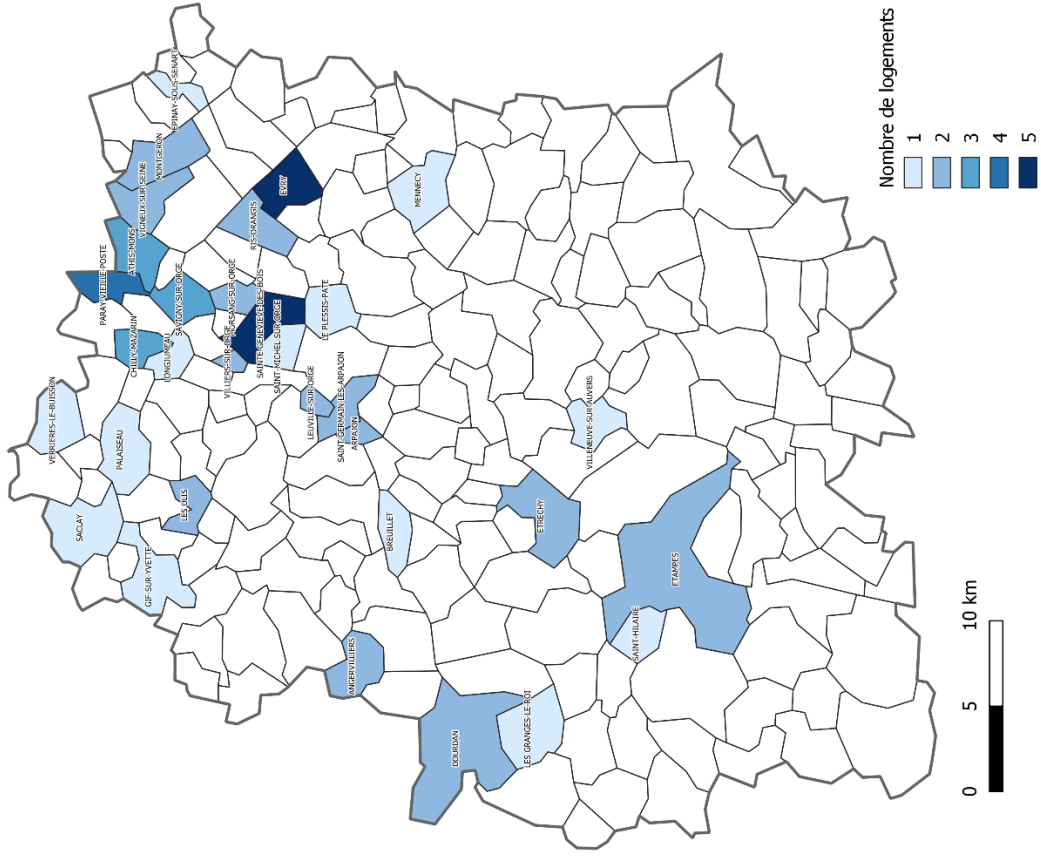 EPINAY-SOUS-SENART
MONTGERON
VIGNEUX-SUR-SEINE
ATHIS-MONS
PARAY-VIEILLE-POSTE
SAVIGNY-SUR-ORGE
CHILLY-MAZARIN
LONGJUMEAU
EVRY
RIS-ORANGIS
MORSANG-SUR-ORGE
VILLIERS-SUR-ORGE
SAINTE-GENEVIEVE-DES-BOIS
SAINT-MICHEL-SUR-ORGE
LE PLESSIS-PATE
MENNECY
VERRIERES-LE-BUISSON
PALAISEAU
SACLAY
LES ULIS
GIF-SUR-YVETTE
LEUVILLE-SUR-ORGE
SAINT-GERMAIN-LES-ARPAJON
ARPAJON
BREUILLET
ANGERVILLIERS
DOURDAN
LES GRANGES-LE-ROI
ETRECHY
VILLENEUVE-SUR-AUVERS
ETAMPES
SAINT-HILAIRE
Nombre de logements
1
2
3
4
5
0 5 10 km